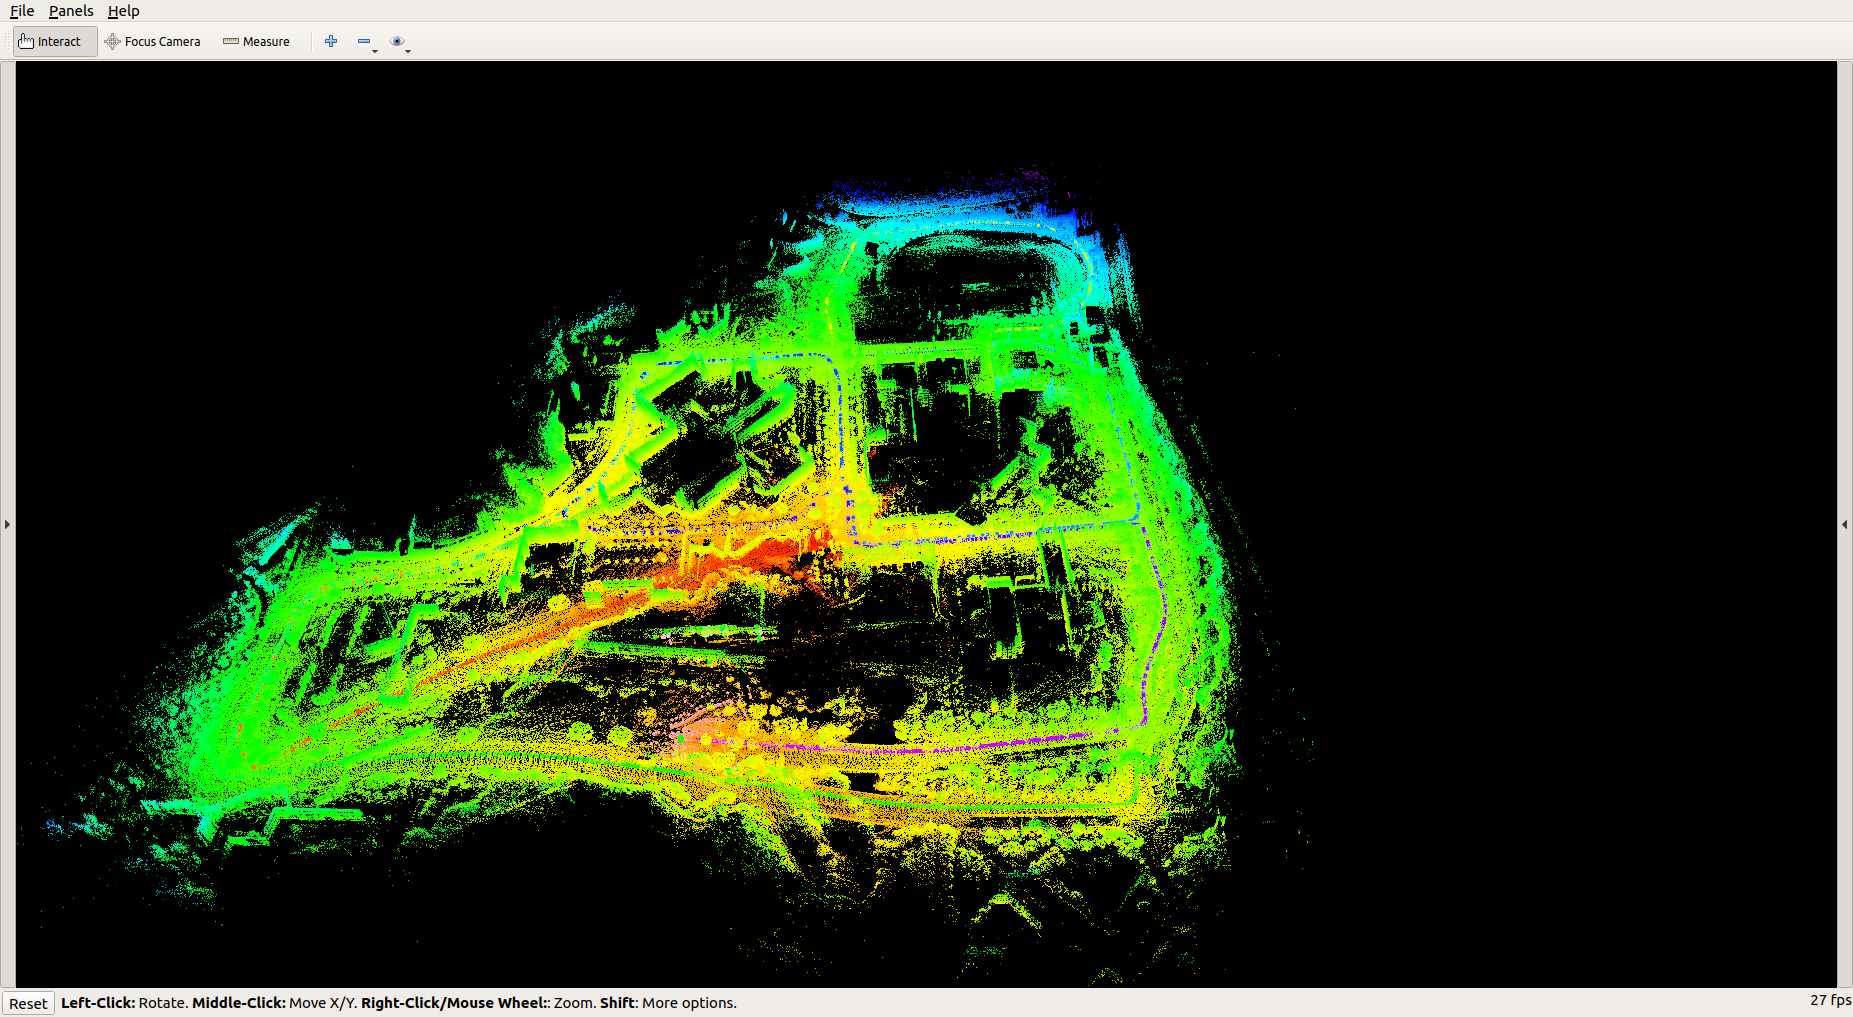 File Panels Help
Interact Focus Camera Measure
Reset Left-Click: Rotate. Middle-Click: Move X/Y. Right-Click/Mouse Wheel:: Zoom. Shift: More options. 27 fps